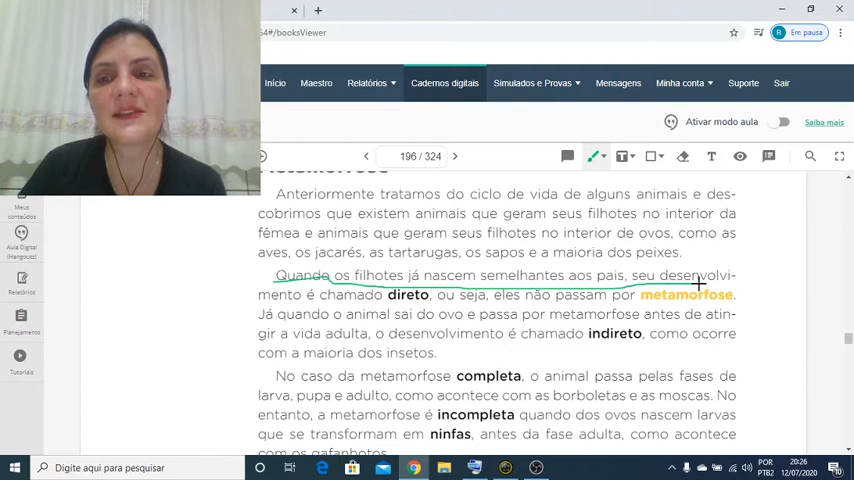 54#/booksViewer
R Em pausa
Início Maestro Relatórios Cadernos digitais Simulados e Provas Mensagens Minha conta Suporte Sair
Ativar modo aula Saiba mais
196 / 324
Anteriormente tratamos do ciclo de vida de alguns animais e des-
cobrimos que existem animais que geram seus filhotes no interior da
fêmea e animais que geram seus filhotes no interior de ovos, como as
aves, os jacarés, as tartarugas, os sapos e a maioria dos peixes.
Quando os filhotes já nascem semelhantes aos pais, seu desenvolvi-
mento é chamado direto, ou seja, eles não passam por metamorfose.
Já quando o animal sai do ovo e passa por metamorfose antes de atin-
gir a vida adulta, o desenvolvimento é chamado indireto, como ocorre
com a maioria dos insetos.
No caso da metamorfose completa, o animal passa pelas fases de
larva, pupa e adulto, como acontece com as borboletas e as moscas. No
entanto, a metamorfose é incompleta quando dos ovos nascem larvas
que se transformam em ninfas, antes da fase adulta, como acontece
com os gafanhotos.
Meus
conteúdos
Aula Digital
(Hangouts)
Relatórios
Planejamentos
Tutoriais
Digite aqui para pesquisar
POR
PTB2
20:26
12/07/2020